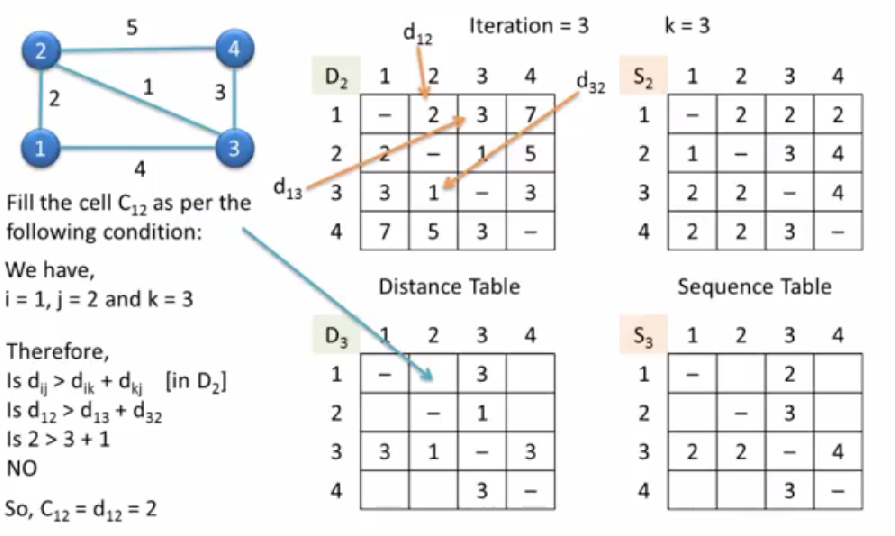 Iteration = 3 k = 3
5
d12
2 4
D2 1 2 3 4
S2 1 2 3 4
d32
2 1 3
1 – 2 3 7
1 – 2 2 2
1 3
2 2 – 1 5
2 1 – 3 4
4
d13
3 3 1 – 3
3 2 2 – 4
4 7 5 3 –
4 2 2 3 –
Fill the cell C12 as per the
following condition:
We have,
i = 1, j = 2 and k = 3
Therefore,
Is dij > dik + dkj [in D2]
Is d12 > d13 + d32
Is 2 > 3 + 1
NO
So, C12 = d12 = 2
Distance Table
Sequence Table
D3 1 2 3 4
S3 1 2 3 4
1 – 3
1 – 2
2 – 1
2 – 3
3 3 1 – 3
3 2 2 – 4
4 3 –
4 3 –